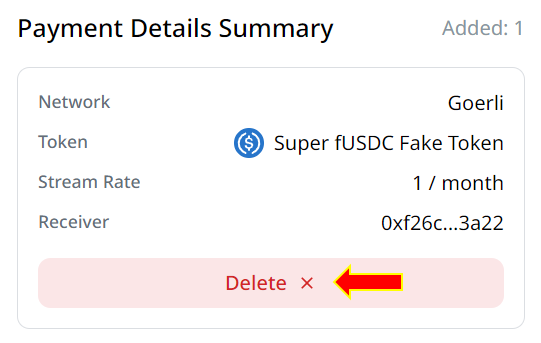 Payment Details Summary Added: 1
Network Goerli
Token Super fUSDC Fake Token
Stream Rate 1 / month
Receiver 0xf26c...3a22
Delete ×